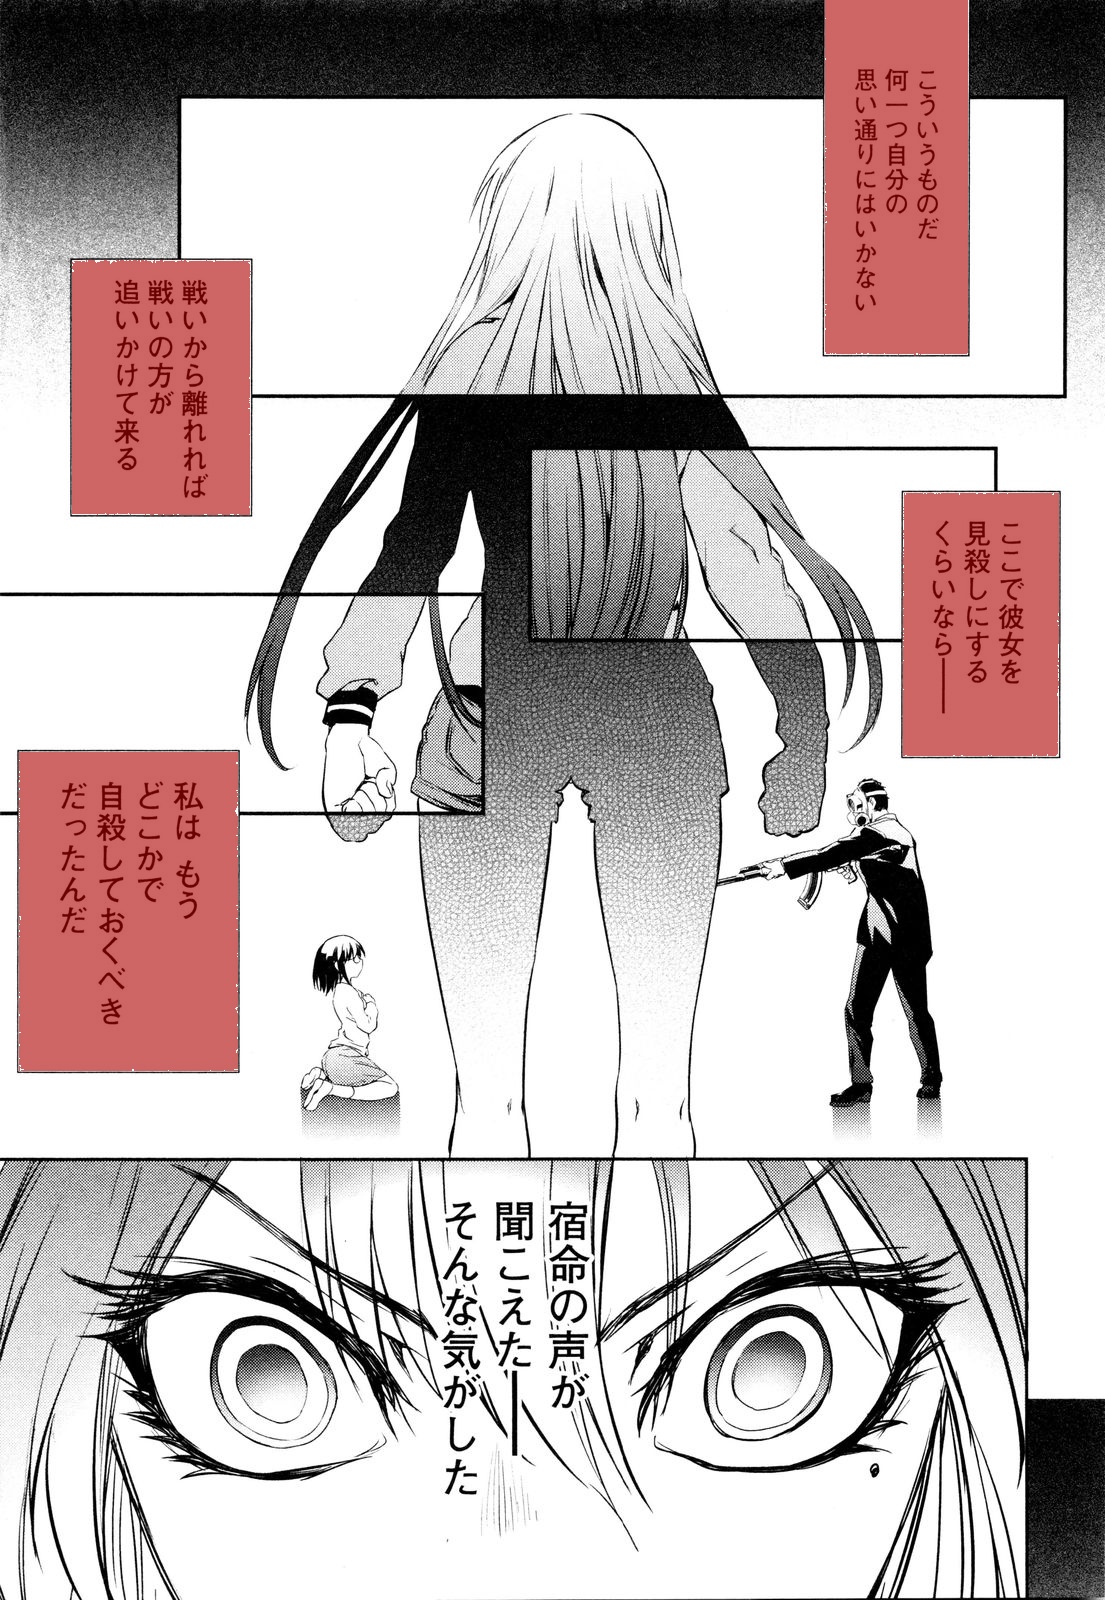 こういうものだ
何一つ自分の
思い通りにはいかない
戦いから離れれば
戦いの方が
追いかけて来る
ここで彼女を
見殺しにする
くらいなら――
私は もう
どこかで
自殺しておくべき
だったんだ
宿命の声が
聞こえた――
そんな気がした